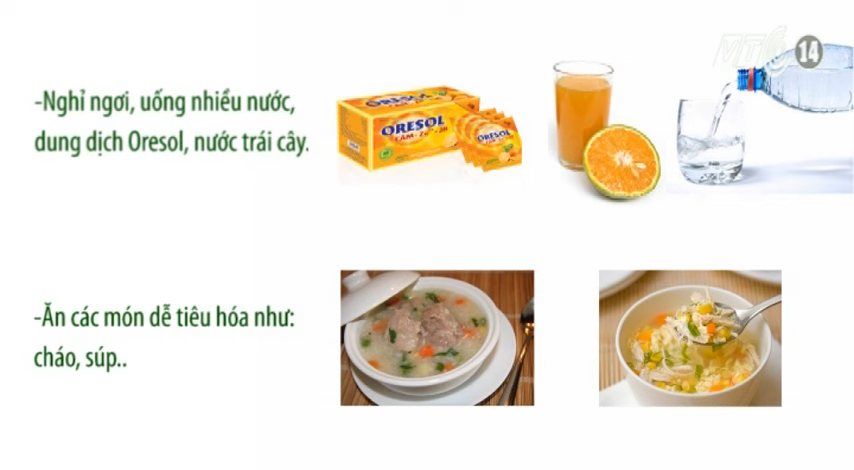 VTC 14
-Nghỉ ngơi, uống nhiều nước,
dung dịch Oresol, nước trái cây.
ORESOL
ORESOL
-Ăn các món dễ tiêu hóa như:
cháo, súp..